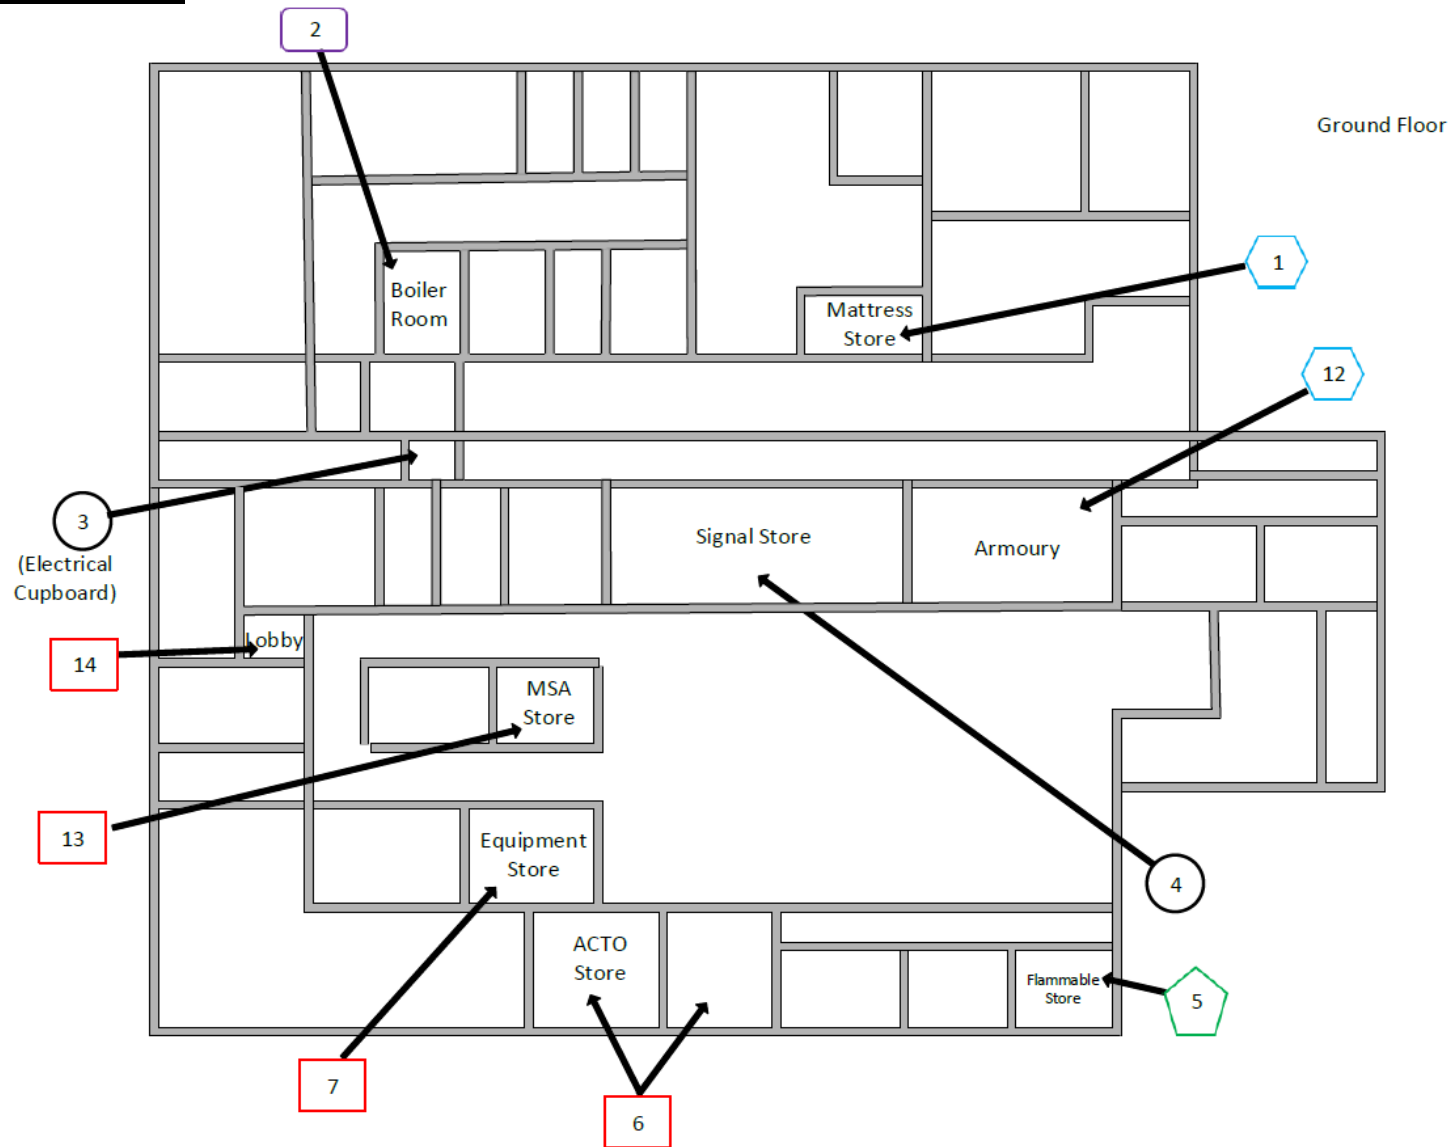 2
Ground Floor
1
Boiler
Room
Mattress
Store
12
3
(Electrical
Cupboard)
Signal Store
Armoury
Lobby
14
MSA
Store
13
Equipment
Store
4
ACTO
Store
Flammable
Store
5
7
6